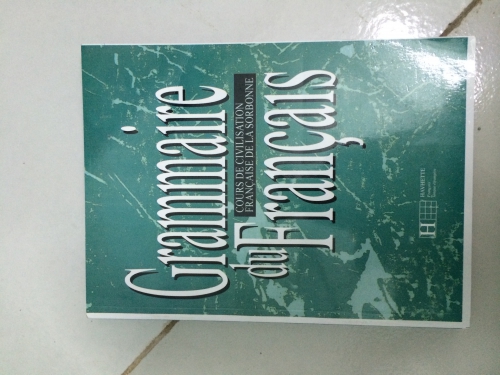 Grammaire
COURS DE CIVILISATION
FRANÇAISE DE LA SORBONNE
du Français
H
HACHETTE